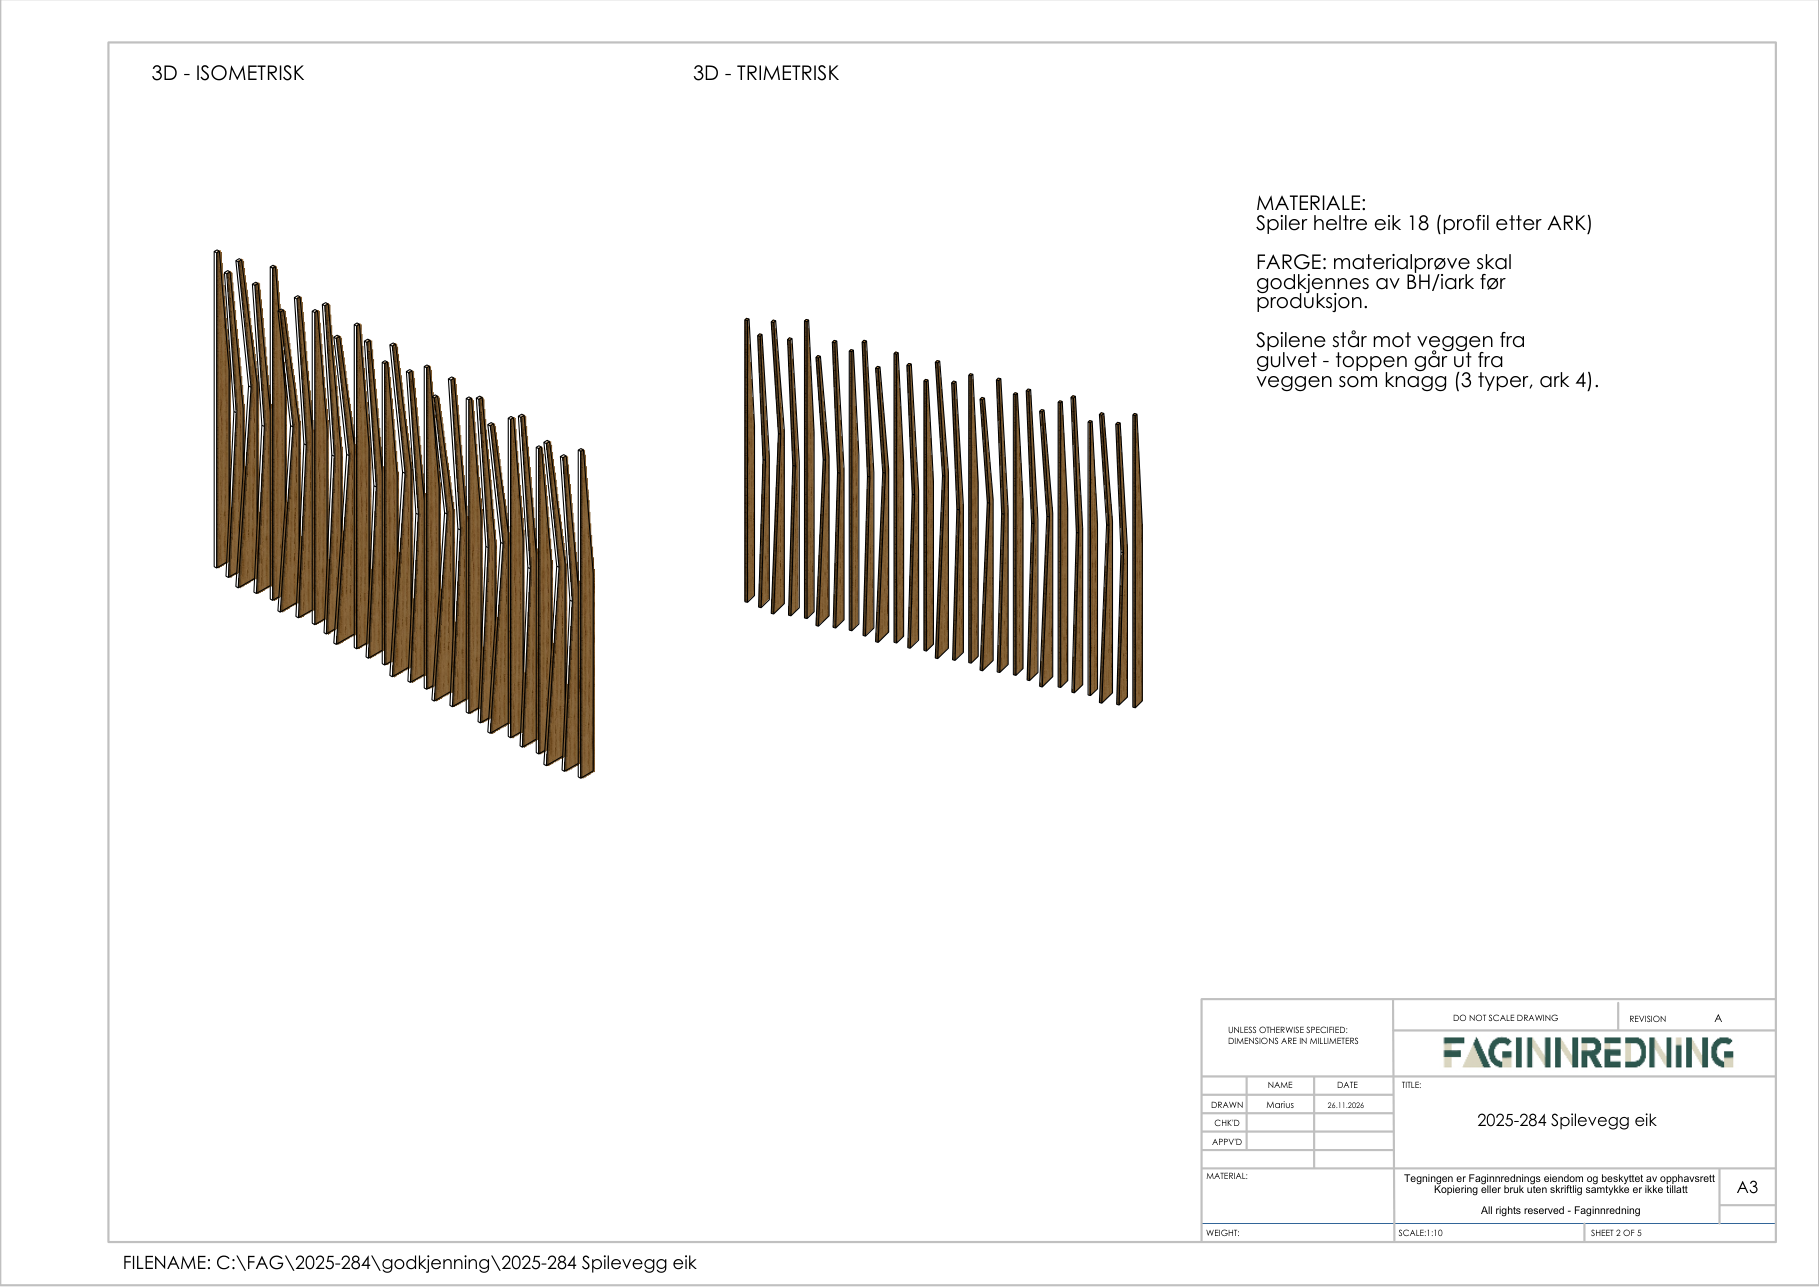 3D - ISOMETRISK
3D - TRIMETRISK
MATERIALE:
Spiler heltre eik 18 (profil etter ARK)
FARGE: materialprøve skal
godkjennes av BH/iark før
produksjon.
Spilene står mot veggen fra
gulvet - toppen går ut fra
veggen som knagg (3 typer, ark 4).
UNLESS OTHERWISE SPECIFIED:
DIMENSIONS ARE IN MILLIMETERS
DO NOT SCALE DRAWING
REVISION A
FAGINNREDNING
NAME DATE
DRAWN Marius 26.11.2026
CHK'D
APPV'D
TITLE:
2025-284 Spilevegg eik
MATERIAL:
Tegningen er Faginnrednings eiendom og beskyttet av opphavsrett
Kopiering eller bruk uten skriftlig samtykke er ikke tillatt
All rights reserved - Faginnredning
A3
WEIGHT:
SCALE:1:10
SHEET 2 OF 5
FILENAME: C:\FAG\2025-284\godkjenning\2025-284 Spilevegg eik